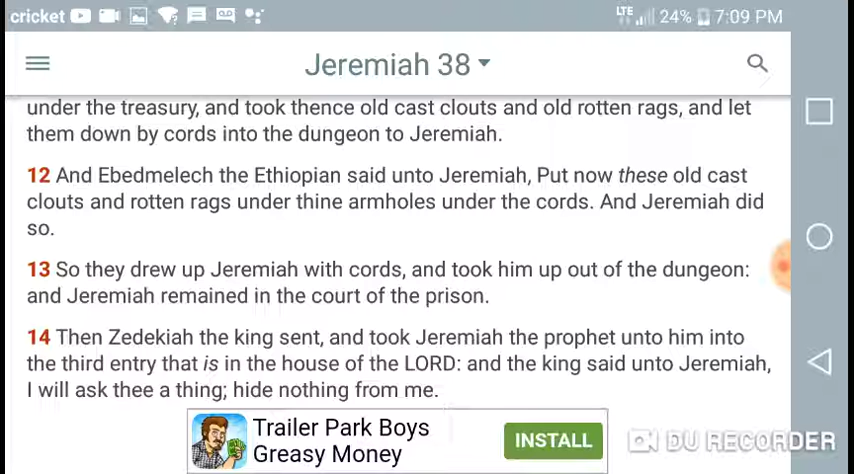 cricket LTE 24% 7:09 PM
Jeremiah 38
under the treasury, and took thence old cast clouts and old rotten rags, and let
them down by cords into the dungeon to Jeremiah.
12 And Ebedmelech the Ethiopian said unto Jeremiah, Put now these old cast
clouts and rotten rags under thine armholes under the cords. And Jeremiah did
so.
13 So they drew up Jeremiah with cords, and took him up out of the dungeon:
and Jeremiah remained in the court of the prison.
14 Then Zedekiah the king sent, and took Jeremiah the prophet unto him into
the third entry that is in the house of the LORD: and the king said unto Jeremiah,
I will ask thee a thing; hide nothing from me.
Trailer Park Boys
Greasy Money
INSTALL
DU RECORDER